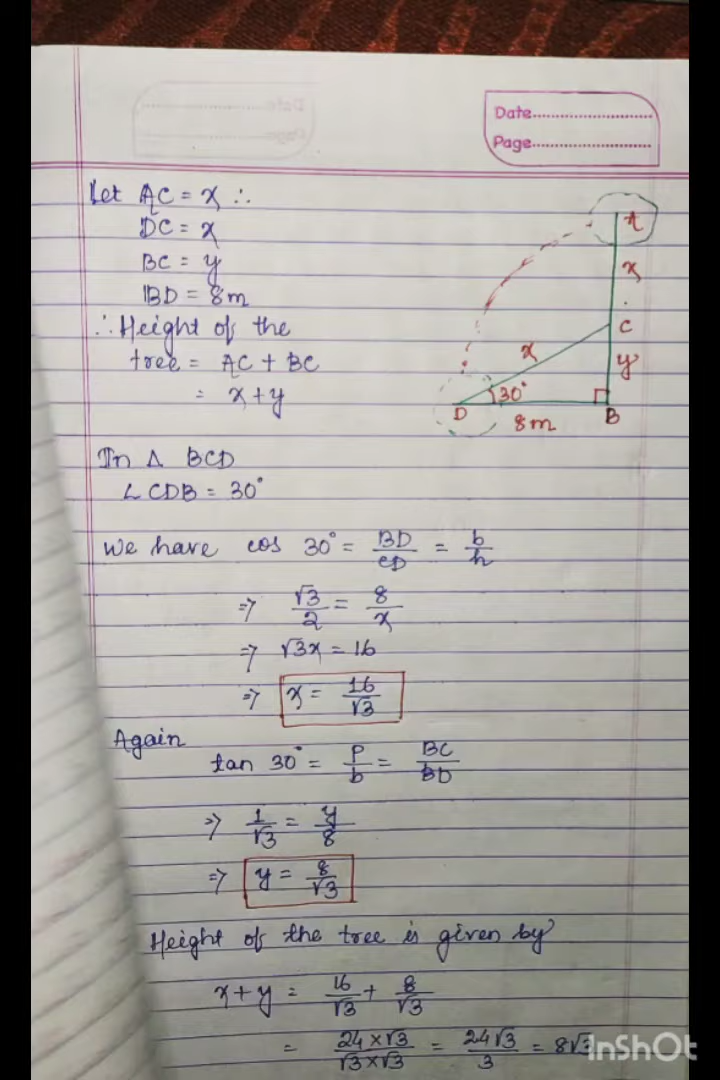 Date
Page
Date..............................
Page..............................
Let AC = x ∴
DC = x
BC = y
BD = 8m
∴ Height of the
tree = AC + BC
= x + y
A
x
C
x
y
30°
D
8m
B
In Δ BCD
∠ CDB = 30°
We have cos 30° = BD/CD = b/h
⇒ √3/2 = 8/x
⇒ √3x = 16
⇒ x = 16/√3
Again
tan 30° = P/b = BC/BD
⇒ 1/√3 = y/8
⇒ y = 8/√3
Height of the tree is given by
x + y = 16/√3 + 8/√3
= 24 × √3/√3 × √3 = 24√3/3 = 8√3
InShOt